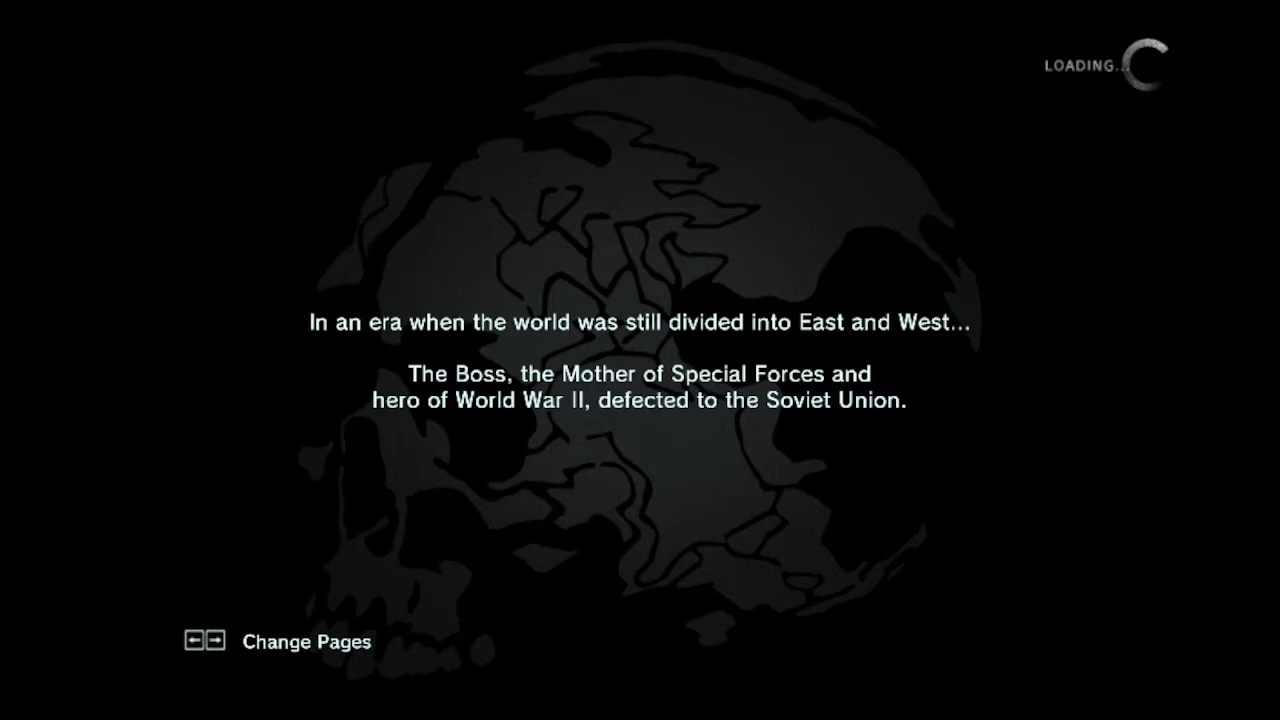 LOADING...
In an era when the world was still divided into East and West...
The Boss, the Mother of Special Forces and
hero of World War II, defected to the Soviet Union.
Change Pages